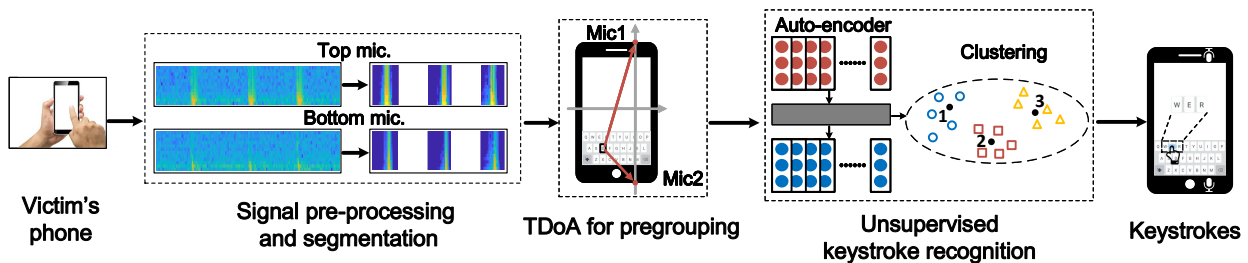 Victim's
phone
Top mic.
Bottom mic.
Signal pre-processing
and segmentation
Mic1
Mic2
TDoA for pregrouping
Auto-encoder
Clustering
1
2
3
Unsupervised
keystroke recognition
W E R
Keystrokes